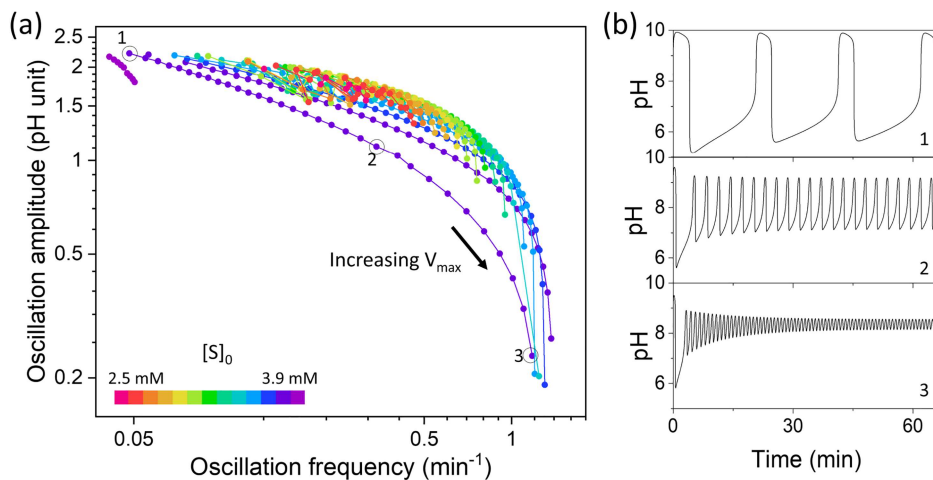 (a)
2.5
2
1.5
1
0.5
0.2
Oscillation amplitude (pH unit)
1
2
3
Increasing Vmax
[S]0
2.5 mM 3.9 mM
0.05 0.5 1
Oscillation frequency (min-1)
(b)
10
8
6
pH
1
10
8
6
pH
2
10
8
6
pH
3
0 30 60
Time (min)